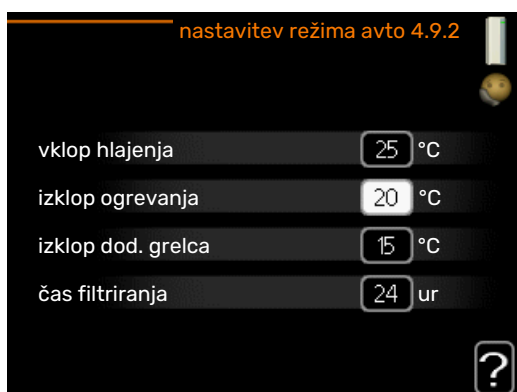 nastavitev režima avto 4.9.2
vklop hlajenja 25 °C
izklop ogrevanja 20 °C
izklop dod. grelca 15 °C
čas filtriranja 24 ur
?